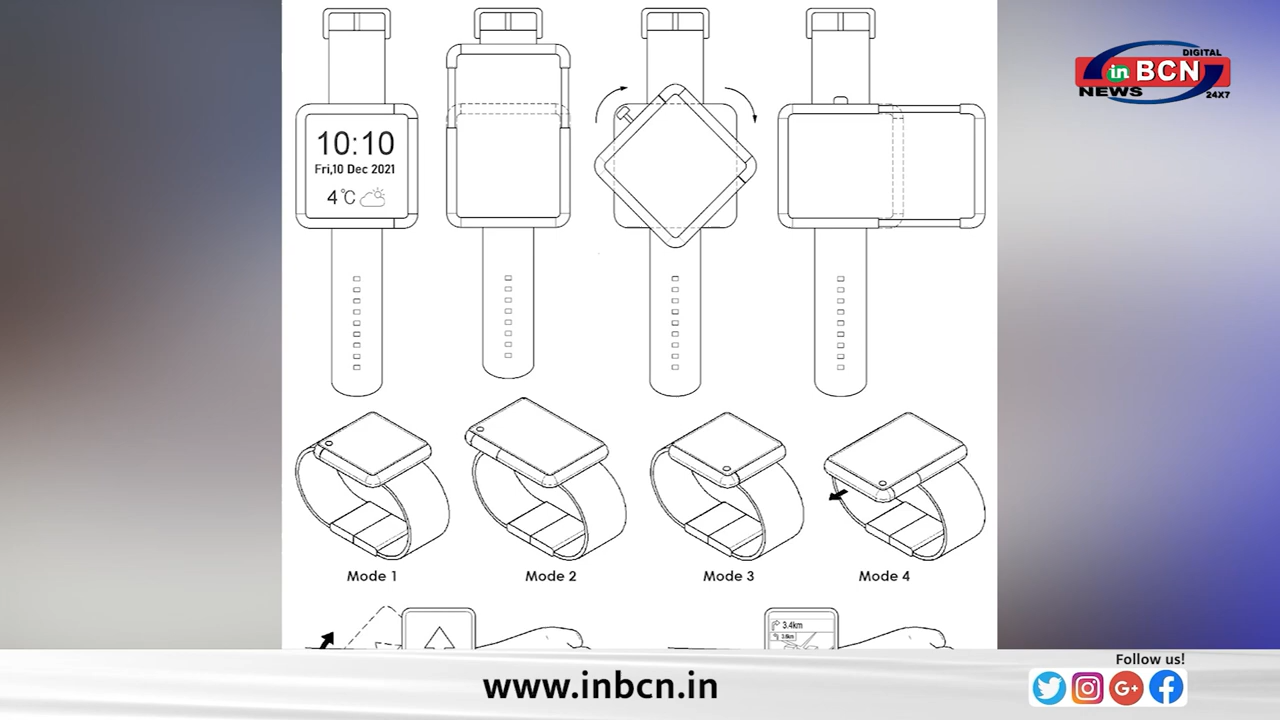 DIGITAL
in BCN
NEWS 24X7
10:10
Fri,10 Dec 2021
4°C
Mode 1
Mode 2
Mode 3
Mode 4
3.4km
Follow us!
www.inbcn.in
G+